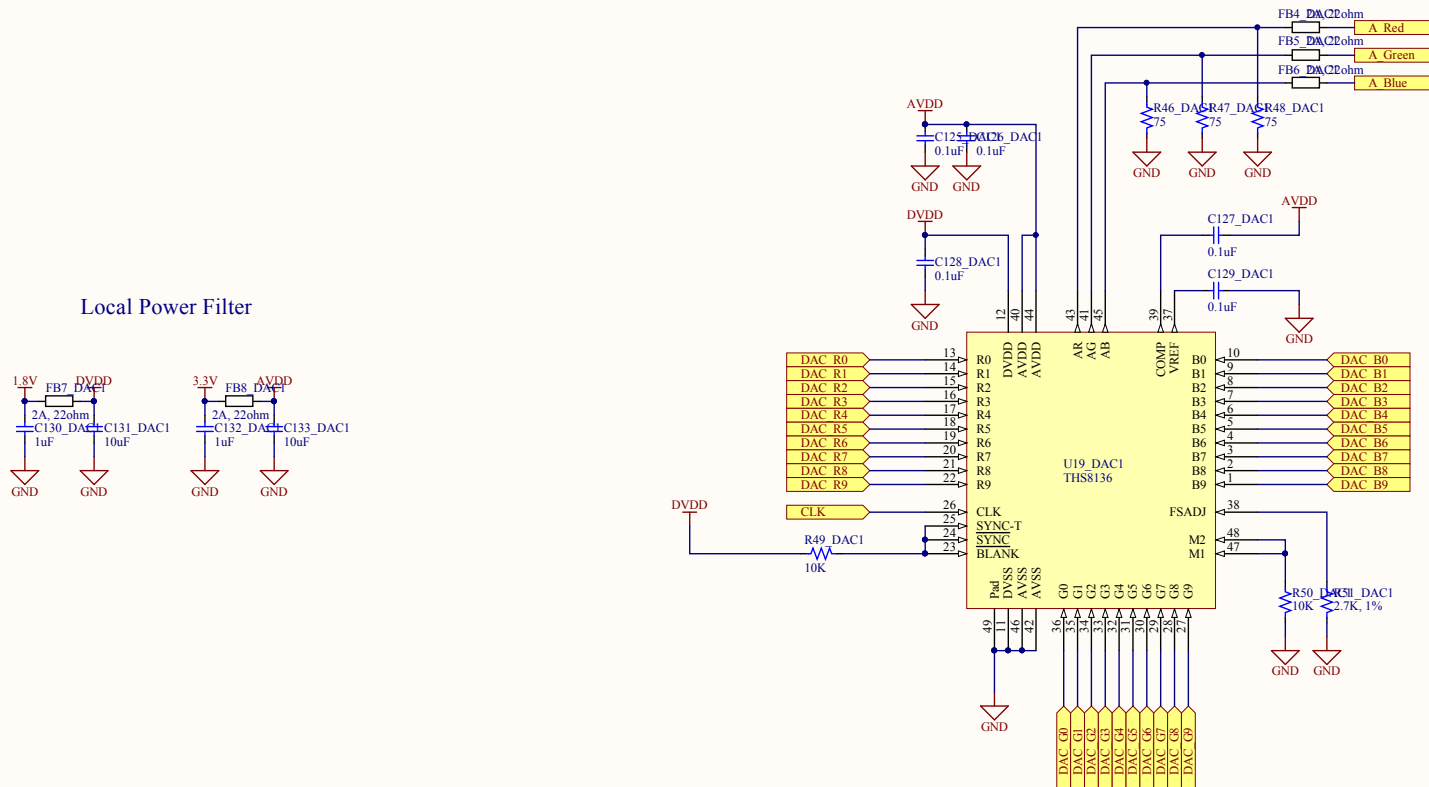 FB4_DAC1
2A, 22ohm
A_Red
FB5_DAC1
2A, 22ohm
A_Green
FB6_DAC1
2A, 22ohm
A_Blue
R46_DAC1
75
R47_DAC1
75
R48_DAC1
75
GND
GND
GND
AVDD
C125_DAC1
0.1uF
C126_DAC1
0.1uF
GND
GND
DVDD
C128_DAC1
0.1uF
GND
AVDD
C127_DAC1
0.1uF
C129_DAC1
0.1uF
GND
Local Power Filter
1.8V
DVDD
FB7_DAC1
2A, 22ohm
C130_DAC1
1uF
C131_DAC1
10uF
GND
GND
3.3V
AVDD
FB8_DAC1
2A, 22ohm
C132_DAC1
1uF
C133_DAC1
10uF
GND
GND
12
40
44
43
41
45
39
37
DVDD
AVDD
AVDD
AR
AG
AB
COMP
VREF
DAC_R0 13 R0
DAC_R1 14 R1
DAC_R2 15 R2
DAC_R3 16 R3
DAC_R4 17 R4
DAC_R5 18 R5
DAC_R6 19 R6
DAC_R7 20 R7
DAC_R8 21 R8
DAC_R9 22 R9
CLK 26 CLK
25 SYNC-T
24 SYNC
23 BLANK
DVDD
R49_DAC1
10K
U19_DAC1
THS8136
B0 10 DAC_B0
B1 9 DAC_B1
B2 8 DAC_B2
B3 7 DAC_B3
B4 6 DAC_B4
B5 5 DAC_B5
B6 4 DAC_B6
B7 3 DAC_B7
B8 2 DAC_B8
B9 1 DAC_B9
FSADJ 38
M2 48
M1 47
R50_DAC1
10K
R51_DAC1
2.7K, 1%
GND
GND
Pad
DVSS
AVSS
AVSS
G0
G1
G2
G3
G4
G5
G6
G7
G8
G9
49
11
46
42
36
35
34
33
32
31
30
29
28
27
GND
DAC_G0
DAC_G1
DAC_G2
DAC_G3
DAC_G4
DAC_G5
DAC_G6
DAC_G7
DAC_G8
DAC_G9